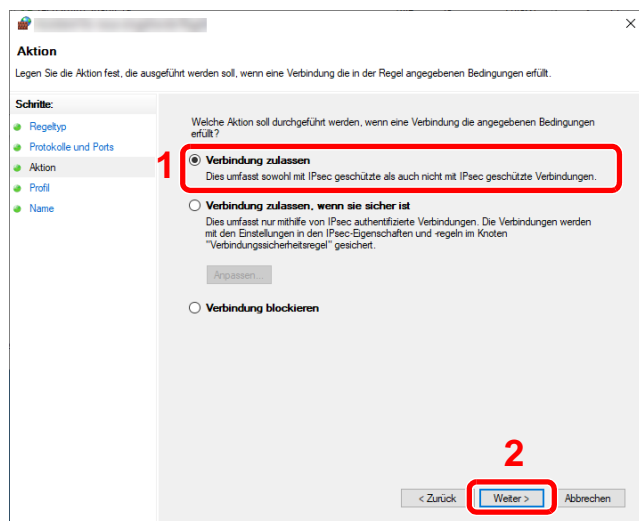 Aktion
Legen Sie die Aktion fest, die ausgeführt werden soll, wenn eine Verbindung die in der Regel angegebenen Bedingungen erfüllt.
Schritte:
Regeltyp
Protokolle und Ports
Aktion
Profil
Name
Welche Aktion soll durchgeführt werden, wenn eine Verbindung die angegebenen Bedingungen
erfüllt?
1
Verbindung zulassen
Dies umfasst sowohl mit IPsec geschützte als auch nicht mit IPsec geschützte Verbindungen.
Verbindung zulassen, wenn sie sicher ist
Dies umfasst nur mithilfe von IPsec authentifizierte Verbindungen. Die Verbindungen werden
mit den Einstellungen in den IPsec-Eigenschaften und -regeln im Knoten
"Verbindungssicherheitsregel" gesichert.
Anpassen...
Verbindung blockieren
2
< Zurück
Weiter >
Abbrechen